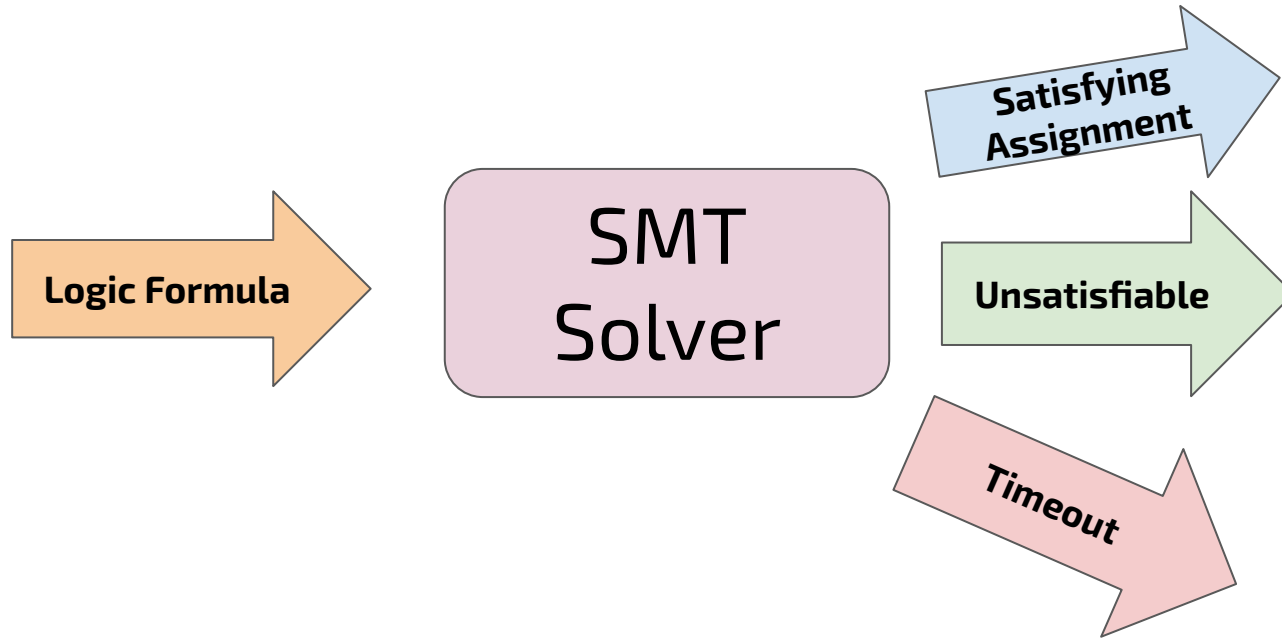 Logic Formula
SMT
Solver
Satisfying
Assignment
Unsatisfiable
Timeout